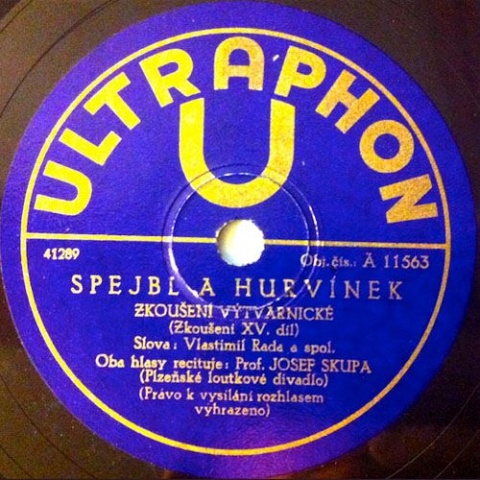 ULTRAPHON
U
41289
Obj. čís.: A 11563
SPEJBL A HURVÍNEK
ZKOUŠENÍ VÝTVARNICKÉ
(Zkoušení XV. díl)
Slova: Vlastimil Rada a spol.
Oba hlasy recituje: Prof. JOSEF SKUPA
(Plzeňské loutkové divadlo)
(Právo k vysílání rozhlasem
vyhrazeno)